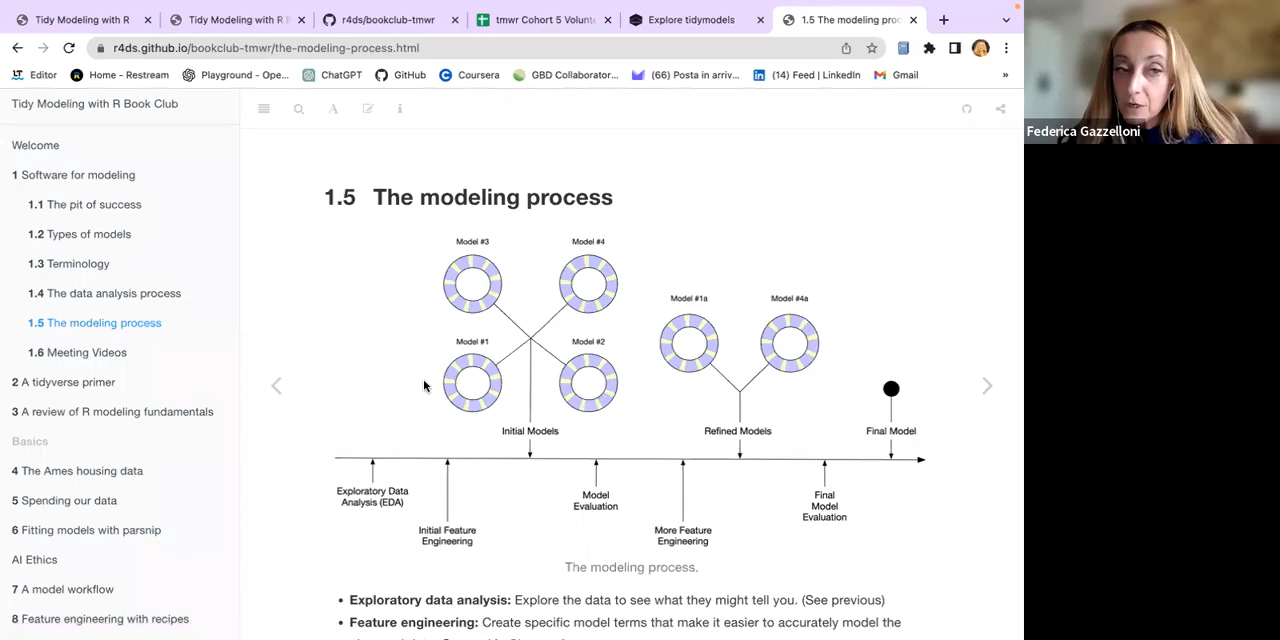 Tidy Modeling with R
Tidy Modeling with R B
r4ds/bookclub-tmwr
tmwr Cohort 5 Volunte
Explore tidymodels
1.5 The modeling proc
r4ds.github.io/bookclub-tmwr/the-modeling-process.html
Editor
Home - Restream
Playground - Ope...
ChatGPT
GitHub
Coursera
GBD Collaborator...
(66) Posta in arriv...
(14) Feed | LinkedIn
Gmail
»
Federica Gazzelloni
Tidy Modeling with R Book Club
Welcome
1 Software for modeling
1.1 The pit of success
1.2 Types of models
1.3 Terminology
1.4 The data analysis process
1.5 The modeling process
1.6 Meeting Videos
2 A tidyverse primer
3 A review of R modeling fundamentals
Basics
4 The Ames housing data
5 Spending our data
6 Fitting models with parsnip
AI Ethics
7 A model workflow
8 Feature engineering with recipes
1.5 The modeling process
Model #3
Model #4
Model #1a
Model #4a
Model #1
Model #2
Initial Models
Refined Models
Final Model
Exploratory Data
Analysis (EDA)
Initial Feature
Engineering
Model
Evaluation
More Feature
Engineering
Final
Model
Evaluation
The modeling process.
• Exploratory data analysis: Explore the data to see what they might tell you. (See previous)
• Feature engineering: Create specific model terms that make it easier to accurately model the